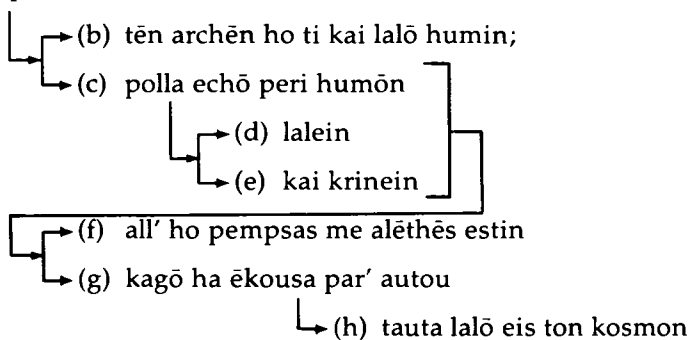 (b) tēn archēn ho ti kai lalō humin;
(c) polla echō peri humōn
(d) lalein
(e) kai krinein
(f) all' ho pempsas me alēthēs estin
(g) kagō ha ēkousa par' autou
(h) tauta lalō eis ton kosmon